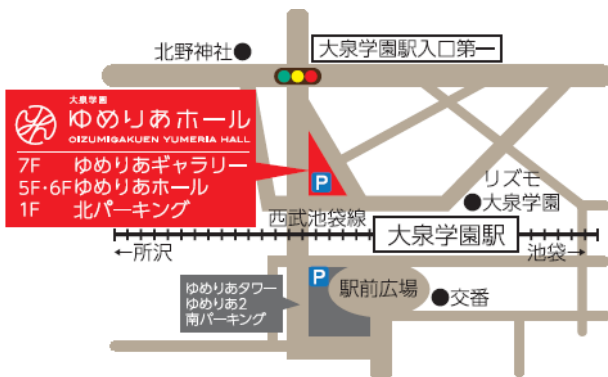 北野神社
大泉学園駅入口第一
大泉学園
ゆめりあホール
OIZUMIGAKUEN YUMERIA HALL
7F ゆめりあギャラリー
5F・6Fゆめりあホール
1F 北パーキング
P
リズモ
大泉学園
西武池袋線
大泉学園駅
←所沢
池袋→
P
ゆめりあタワー
ゆめりあ2
南パーキング
駅前広場
交番